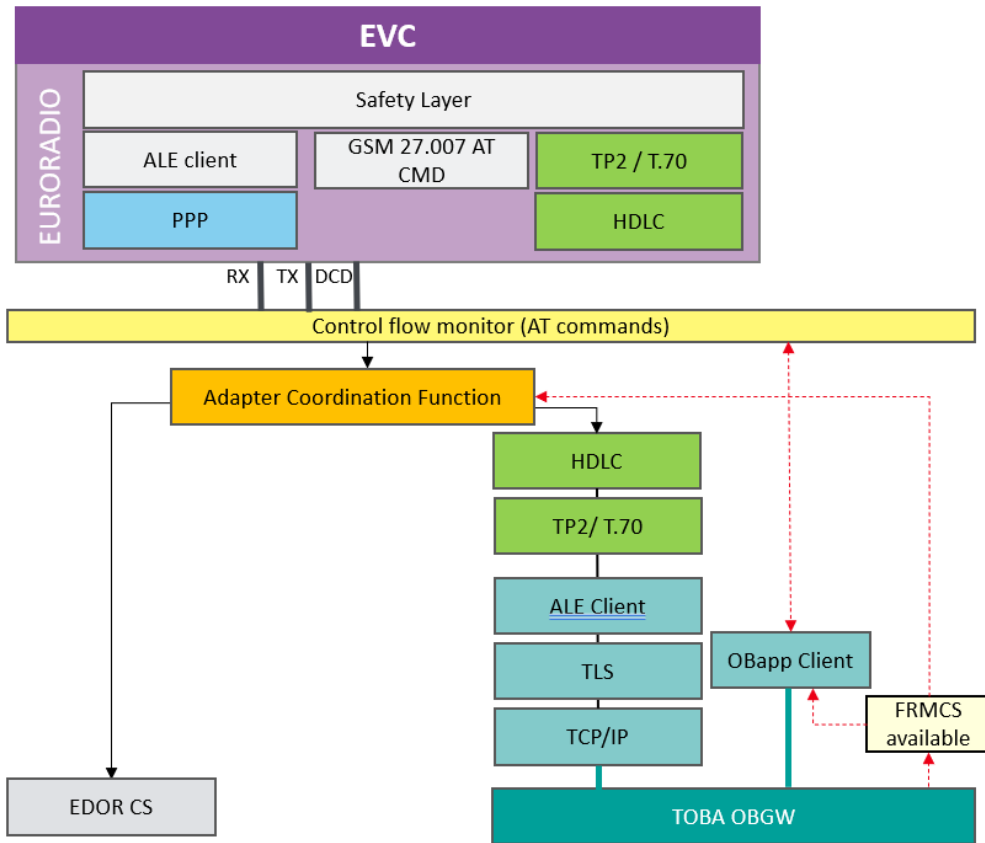 EVC
EURORADIO
Safety Layer
ALE client
GSM 27.007 AT
CMD
TP2 / T.70
PPP
HDLC
RX
TX
DCD
Control flow monitor (AT commands)
Adapter Coordination Function
HDLC
TP2/ T.70
ALE Client
OBapp Client
TLS
FRMCS
available
TCP/IP
EDOR CS
TOBA OBGW